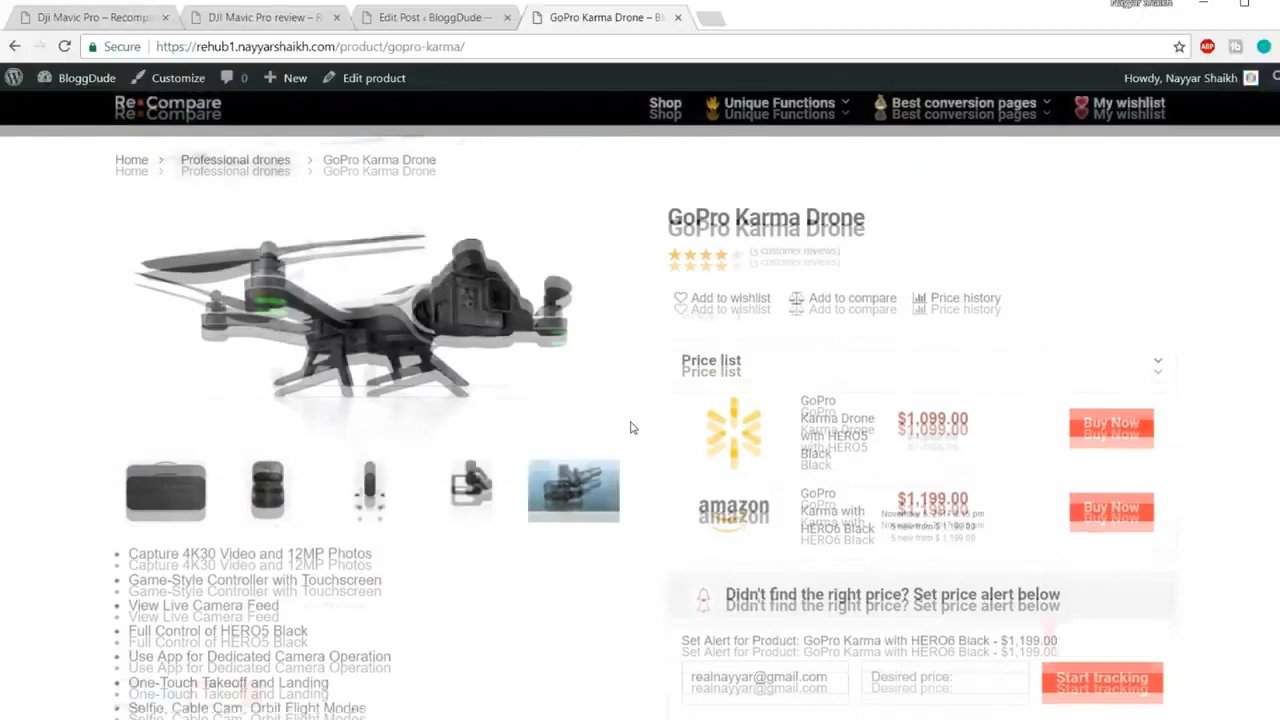 Dji Mavic Pro – Recomp
DJI Mavic Pro review – R
Edit Post ‹ BloggDude —
GoPro Karma Drone – Bl
Nayyar Shaikh
Secure
https://rehub1.nayyarshaikh.com/product/gopro-karma/
ABP
BloggDude
Customize
0
New
Edit product
Howdy, Nayyar Shaikh
Re Compare
Shop
Unique Functions
Best conversion pages
My wishlist
Home > Professional drones > GoPro Karma Drone
GoPro Karma Drone
(3 customer reviews)
Add to wishlist
Add to compare
Price history
Price list
GoPro
Karma Drone
with HERO5
Black
$1,099.00
Buy Now
amazon
GoPro
Karma with
HERO6 Black
$1,199.00
5 new from $ 1,199.00
Buy Now
Capture 4K30 Video and 12MP Photos
Game-Style Controller with Touchscreen
View Live Camera Feed
Full Control of HERO5 Black
Use App for Dedicated Camera Operation
One-Touch Takeoff and Landing
Selfie, Cable Cam, Orbit Flight Modes
Didn't find the right price? Set price alert below
Set Alert for Product: GoPro Karma with HERO6 Black - $1,199.00
realnayyar@gmail.com
Desired price:
Start tracking